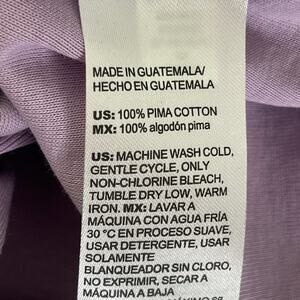 MADE IN GUATEMALA/
HECHO EN GUATEMALA
US: 100% PIMA COTTON
MX: 100% algodón pima
US: MACHINE WASH COLD,
GENTLE CYCLE, ONLY
NON-CHLORINE BLEACH,
TUMBLE DRY LOW, WARM
IRON. MX: LAVAR A
MÁQUINA CON AGUA FRÍA
30 °C EN PROCESO SUAVE,
USAR DETERGENTE, USAR
SOLAMENTE
BLANQUEADOR SIN CLORO,
NO EXPRIMIR, SECAR A
MÁQUINA A BAJA